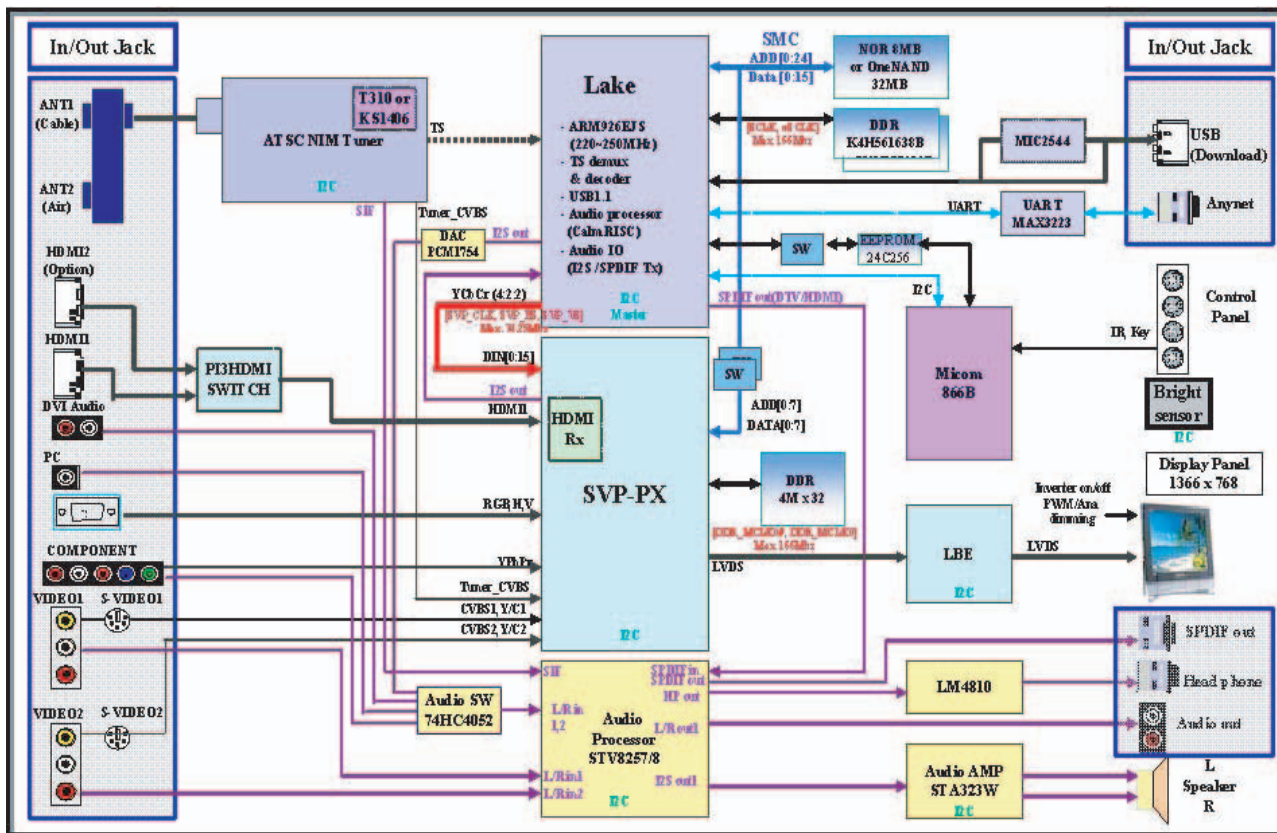 In/Out Jack
ANT1
(Cable)
ANT2
(Air)
HDMI2
(Option)
HDMI1
DVI Audio
PC
COMPONENT
VIDEO1
S-VIDEO1
VIDEO2
S-VIDEO2
T310 or
KS1406
ATSC NIM Tuner
I2C
TS
SIF
Tuner_CVBS
DAC
PCM1754
I2S out
PI3HDMI
SWITCH
YCbCr (4:2:2)
DIN[0:15]
I2S out
HDMI1
RGB,H,V
YPbPr
Tuner_CVBS
CVBS1, Y/C1
CVBS2, Y/C2
Audio SW
74HC4052
Lake
- ARM926EJS
(220~250MHz)
- TS demux
& decoder
- USB1.1
- Audio processor
(CalmRISC)
- Audio IO
(I2S /SPDIF Tx)
I2C
Master
HDMI
Rx
SVP-PX
I2C
SIF
L/Rin
1,2
L/Rin1
L/Rin2
Audio
Processor
STV8257/8
I2C
SPDIF in
SPDIF out
HP out
L/Rout1
I2S out1
SMC
ADD[0:24]
Data [0:15]
NOR 8MB
or OneNAND
32MB
DDR
K4H561638B
Max 166Mhz
MIC2544
UART
UART
MAX3223
SW
EEPROM
24C256
I2C
SPDIF out(DTV/HDMI)
SW
ADD[0:7]
DATA[0:7]
Micom
866B
IR, Key
DDR
4M x 32
Max 166Mhz
LVDS
LBE
I2C
LVDS
Inverter on/off
PWM/Ana
dimming
LM4810
Audio AMP
STA323W
I2C
In/Out Jack
USB
(Download)
Anynet
Control
Panel
Bright
sensor
I2C
Display Panel
1366 x 768
SPDIF out
Head phone
Audio out
L
Speaker
R